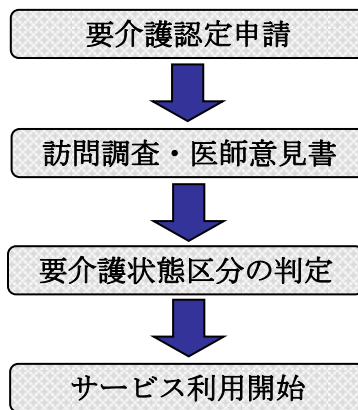 要介護認定申請
訪問調査・医師意見書
要介護状態区分の判定
サービス利用開始